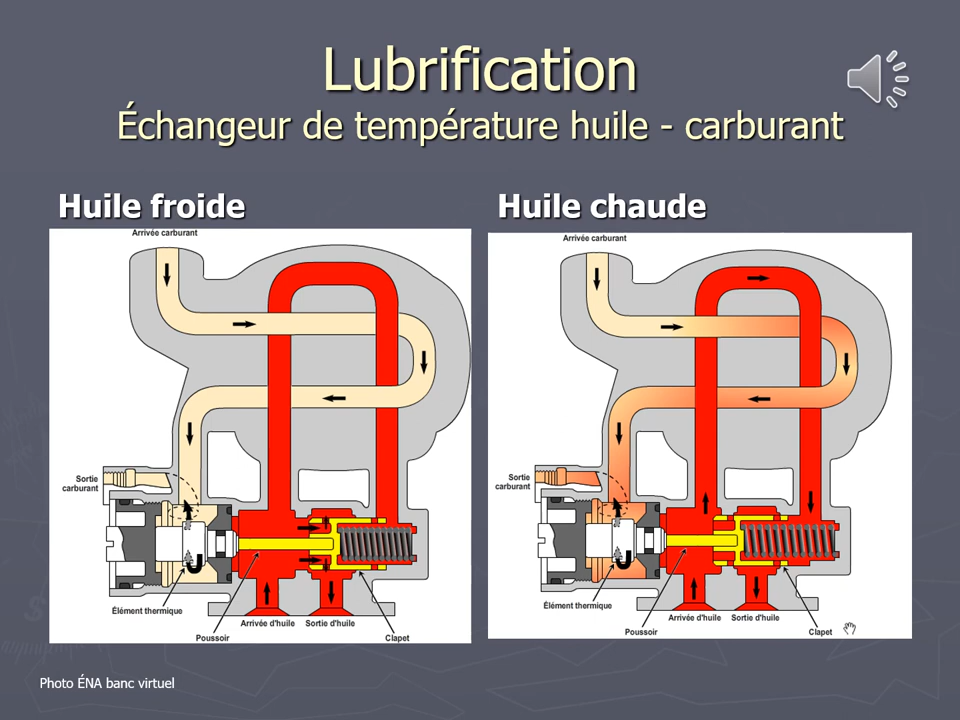 Lubrification
Échangeur de température huile - carburant
Huile froide
Arrivée carburant
Sortie
carburant
Élément thermique
Poussoir
Arrivée d'huile
Sortie d'huile
Clapet
Huile chaude
Arrivée carburant
Sortie
carburant
Élément thermique
Poussoir
Arrivée d'huile
Sortie d'huile
Clapet
Photo ÉNA banc virtuel